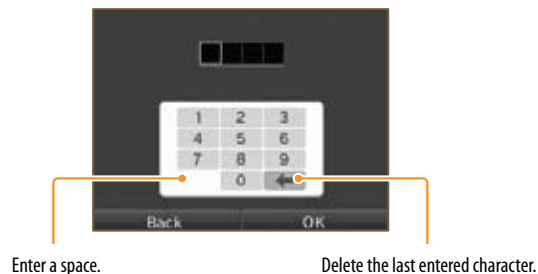 1 2 3
4 5 6
7 8 9
0
Back OK
Enter a space. Delete the last entered character.